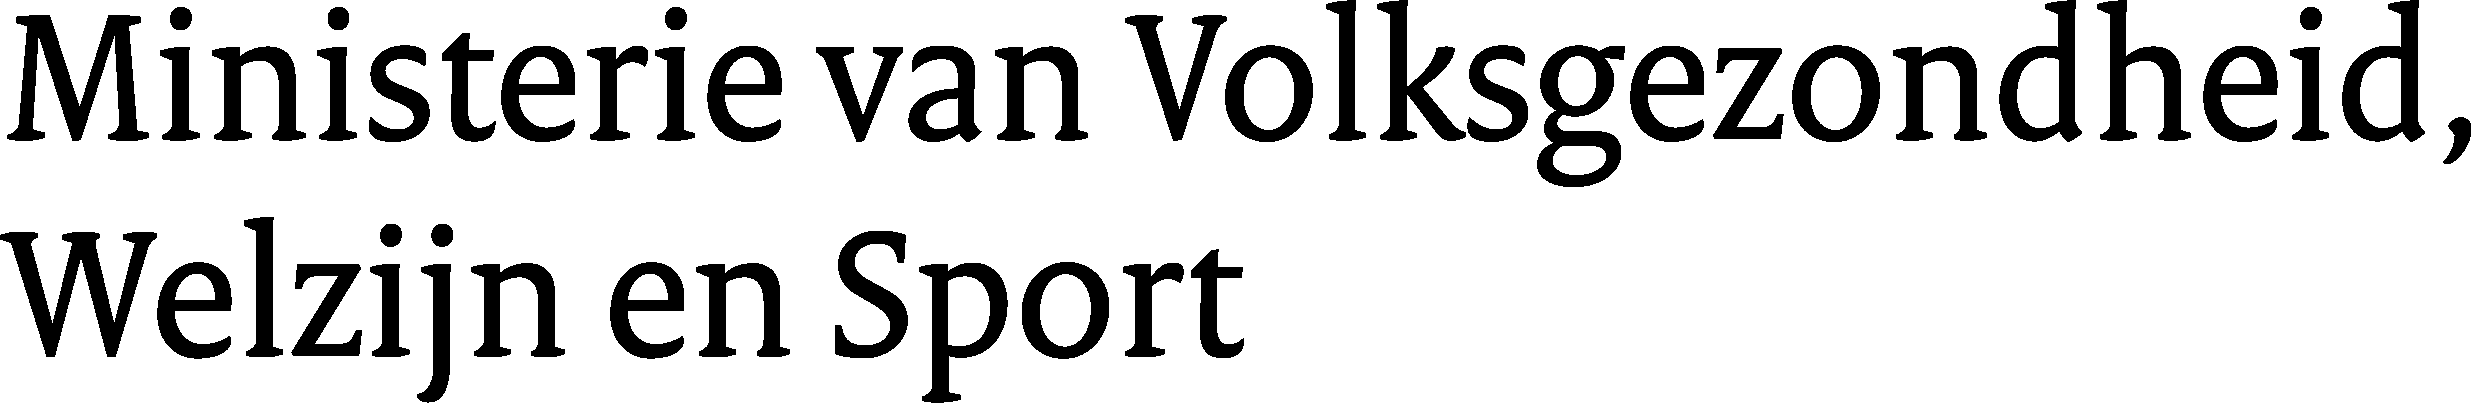 Ministerie van Volksgezondheid,
Welzijn en Sport